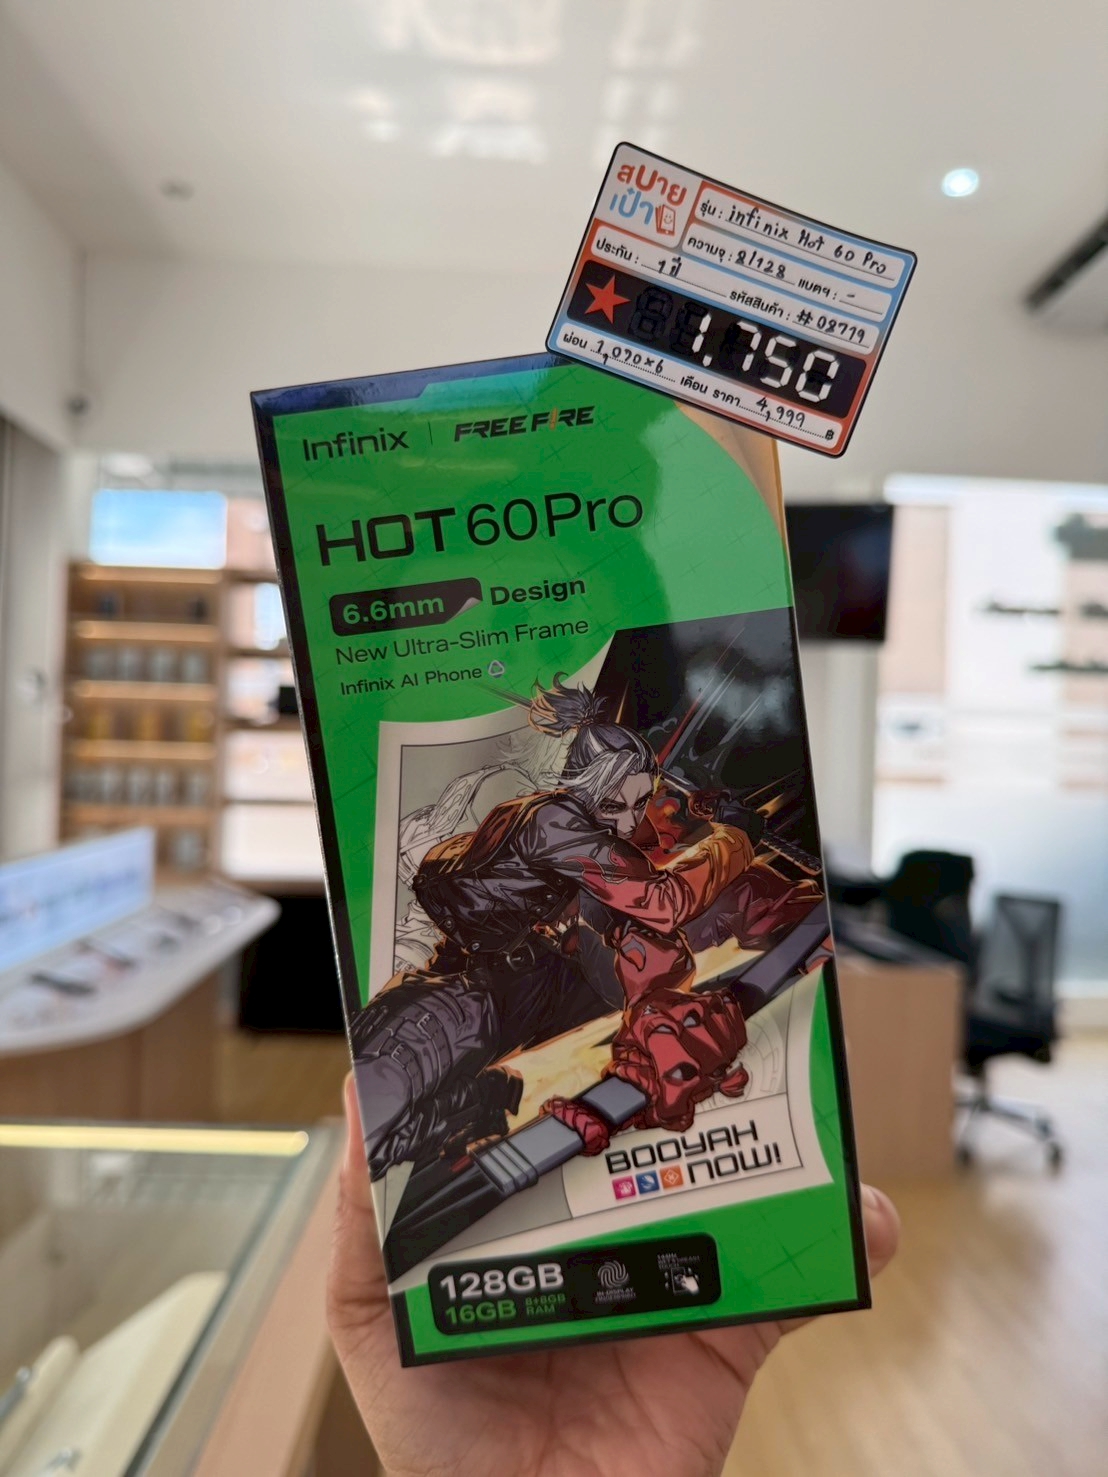 สบาย
เป๋า
รุ่น : infinix Hot 60 Pro
ความจุ : 8/128 แบตฯ : -
ประกัน : 1 ปี รหัสสินค้า : # 08779
1,750
ผ่อน 1,070×6 เดือน ราคา 4,999 ฿
Infinix | FREE FIRE
HOT 60 Pro
6.6mm Design
New Ultra-Slim Frame
Infinix AI Phone
BOOYAH
NOW!
128GB
16GB 8+8GB RAM